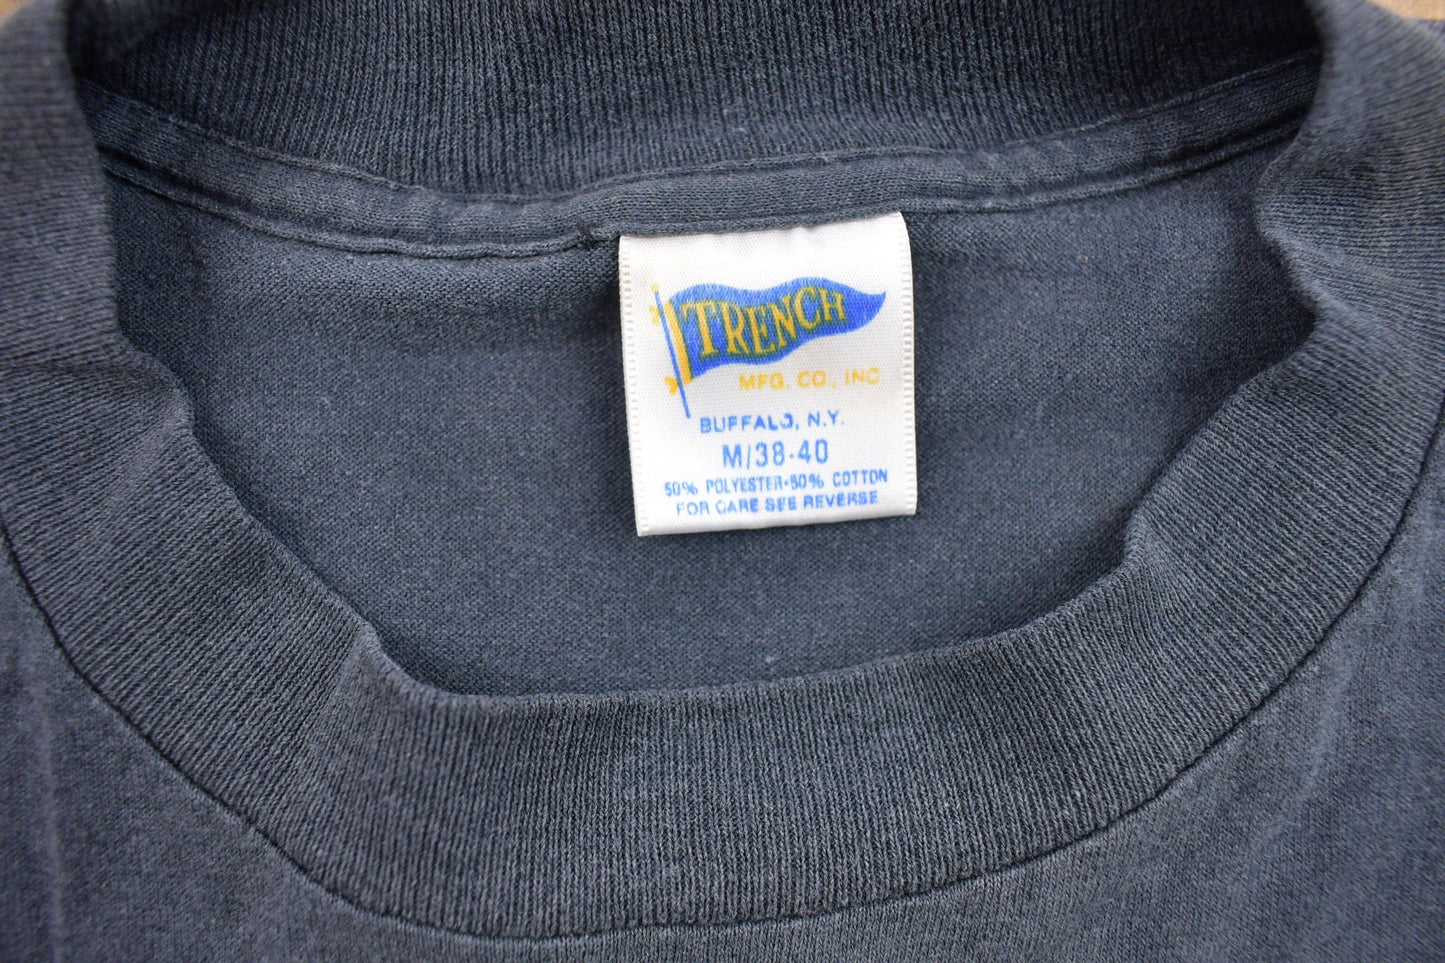 TRENCH
MFG. CO., INC.
BUFFALO, N.Y.
M/38-40
50% POLYESTER•50% COTTON
FOR CARE SEE REVERSE